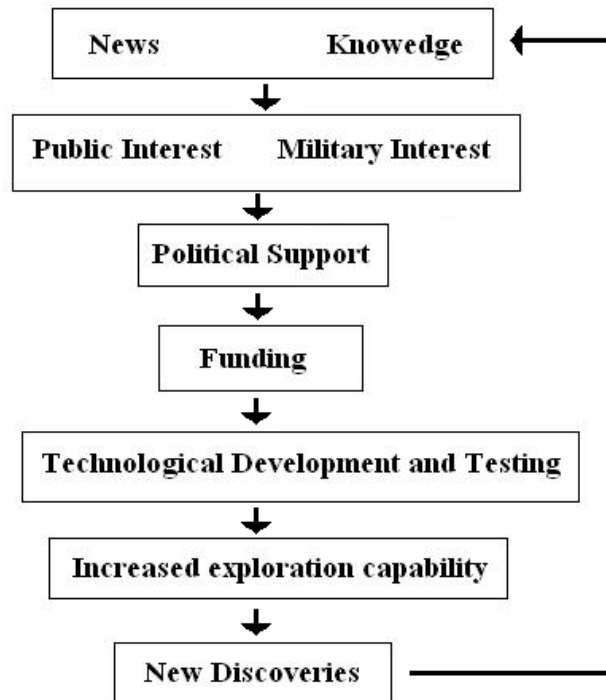 News Knowedge
Public Interest Military Interest
Political Support
Funding
Technological Development and Testing
Increased exploration capability
New Discoveries